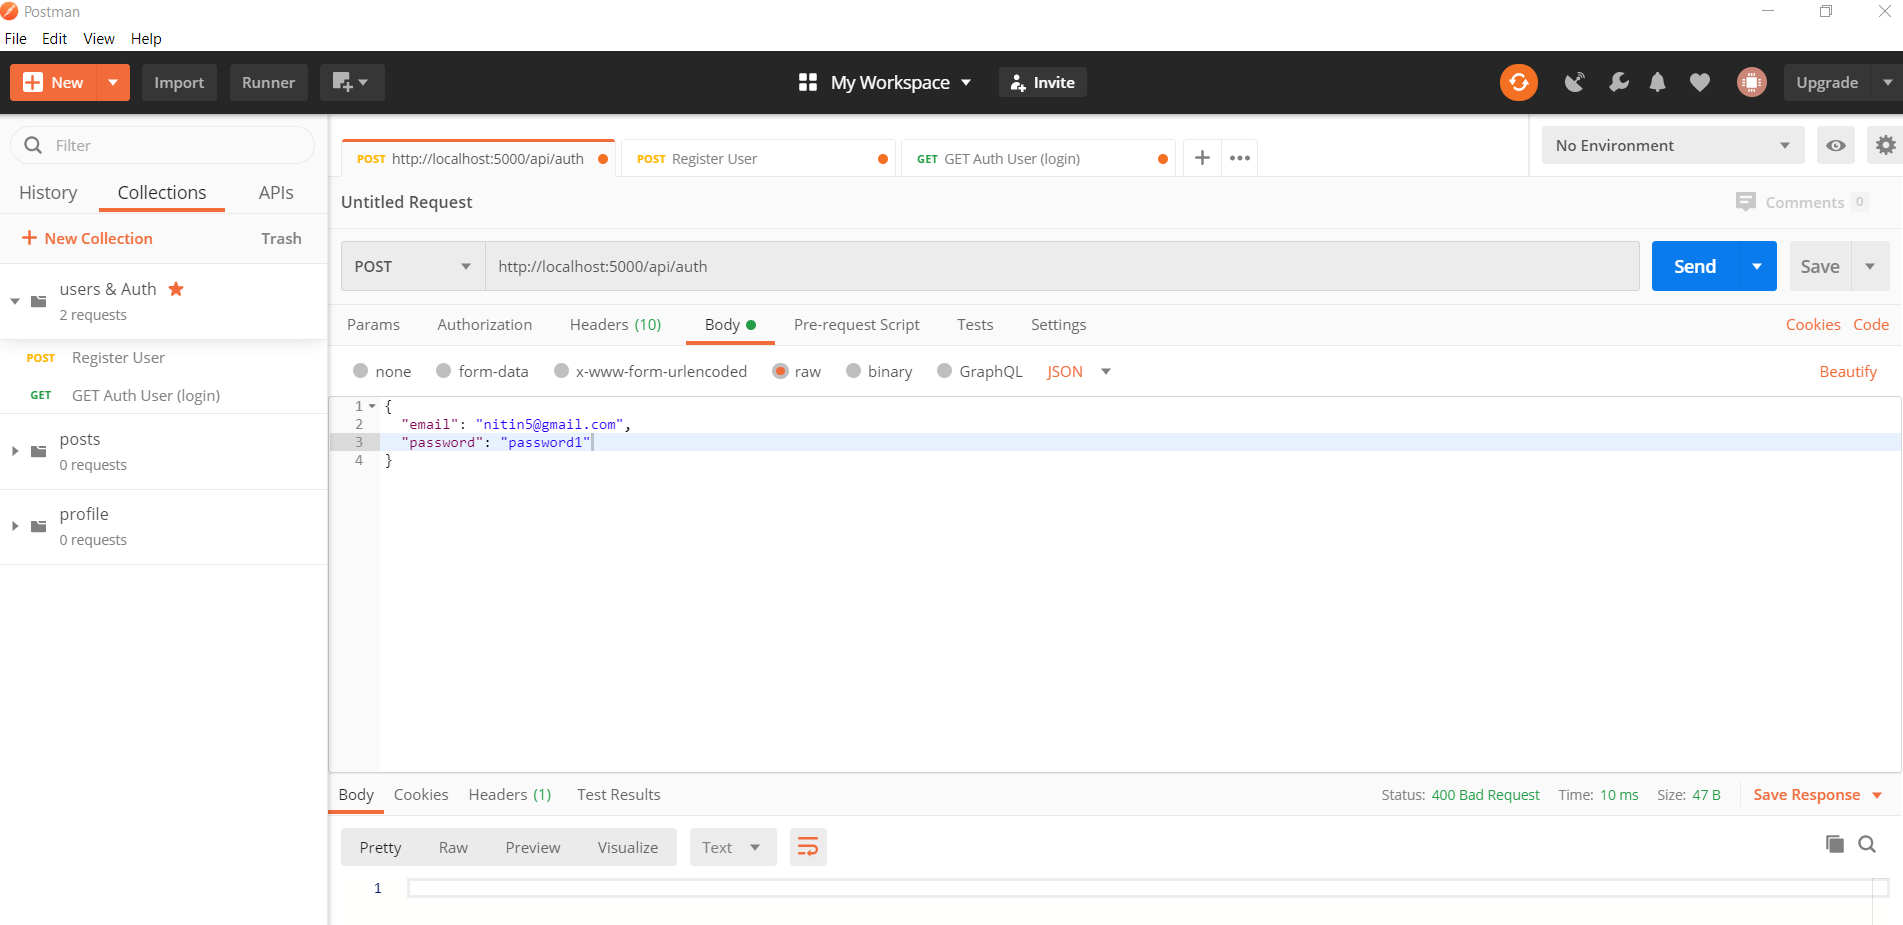 Postman
File Edit View Help
New Import Runner My Workspace Invite Upgrade
Filter
History Collections APIs
New Collection Trash
users & Auth
2 requests
POST Register User
GET GET Auth User (login)
posts
0 requests
profile
0 requests
POST http://localhost:5000/api/auth POST Register User GET GET Auth User (login) No Environment
Untitled Request Comments 0
POST http://localhost:5000/api/auth Send Save
Params Authorization Headers (10) Body Pre-request Script Tests Settings Cookies Code
none form-data x-www-form-urlencoded raw binary GraphQL JSON Beautify
1 {
2 "email": "nitin5@gmail.com",
3 "password": "password1"
4 }
Body Cookies Headers (1) Test Results Status: 400 Bad Request Time: 10 ms Size: 47 B Save Response
Pretty Raw Preview Visualize Text
1